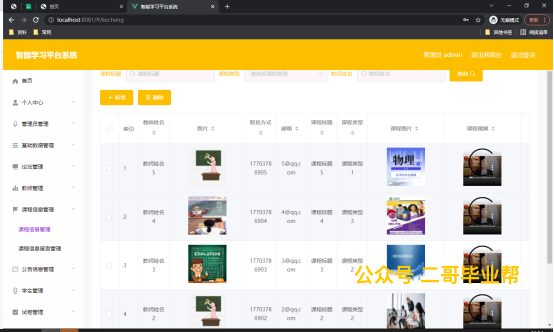 首页
智能学习平台系统
localhost:8081/#/kecheng
无痕模式
更新
资料
常用
其他书签
阅读清单
智能学习平台系统
管理员 admin
退出到前台
退出登录
首页
课程标题
课程标题
课程类型
请选择课程类型
教师姓名
查询
个人中心
+ 新增
删除
管理员管理
索引 教师姓名 图片 联系方式 邮箱 课程标题 课程类型 课程图片 课程视频
基础数据管理
论坛管理
教师管理
课程信息管理
课程信息管理
课程信息留言管理
公告信息管理
学生管理
试卷管理
1 教师姓名5 17703786905 5@qq.com 课程标题5 课程类型1
物理
2 教师姓名4 17703786904 4@qq.com 课程标题4 课程类型3
3 教师姓名3 17703786903 3@qq.com 课程标题3 课程类型2
4 教师姓名2 17703786902 2@qq.com 课程标题2 课程类型2
公众号 二哥毕业帮